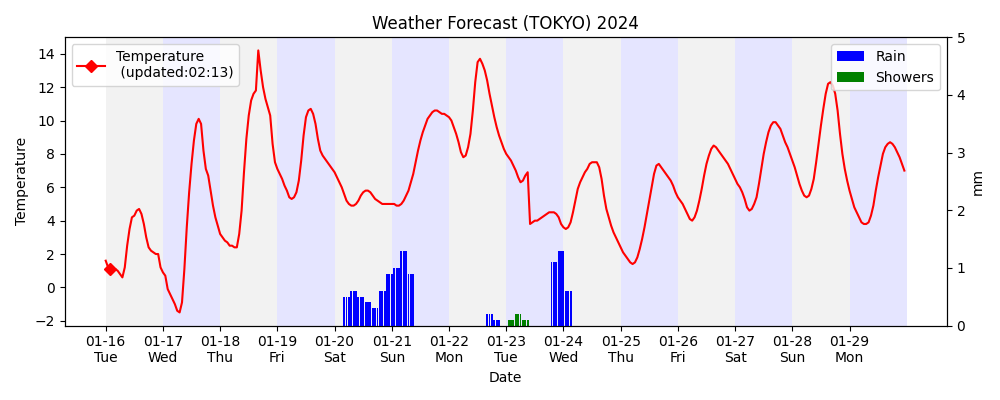 Weather Forecast (TOKYO) 2024
Temperature
(updated:02:13)
Rain
Showers
14
12
10
8
6
4
2
0
−2
Temperature
5
4
3
2
1
0
mm
01-16 01-17 01-18 01-19 01-20 01-21 01-22 01-23 01-24 01-25 01-26 01-27 01-28 01-29
Tue Wed Thu Fri Sat Sun Mon Tue Wed Thu Fri Sat Sun Mon
Date